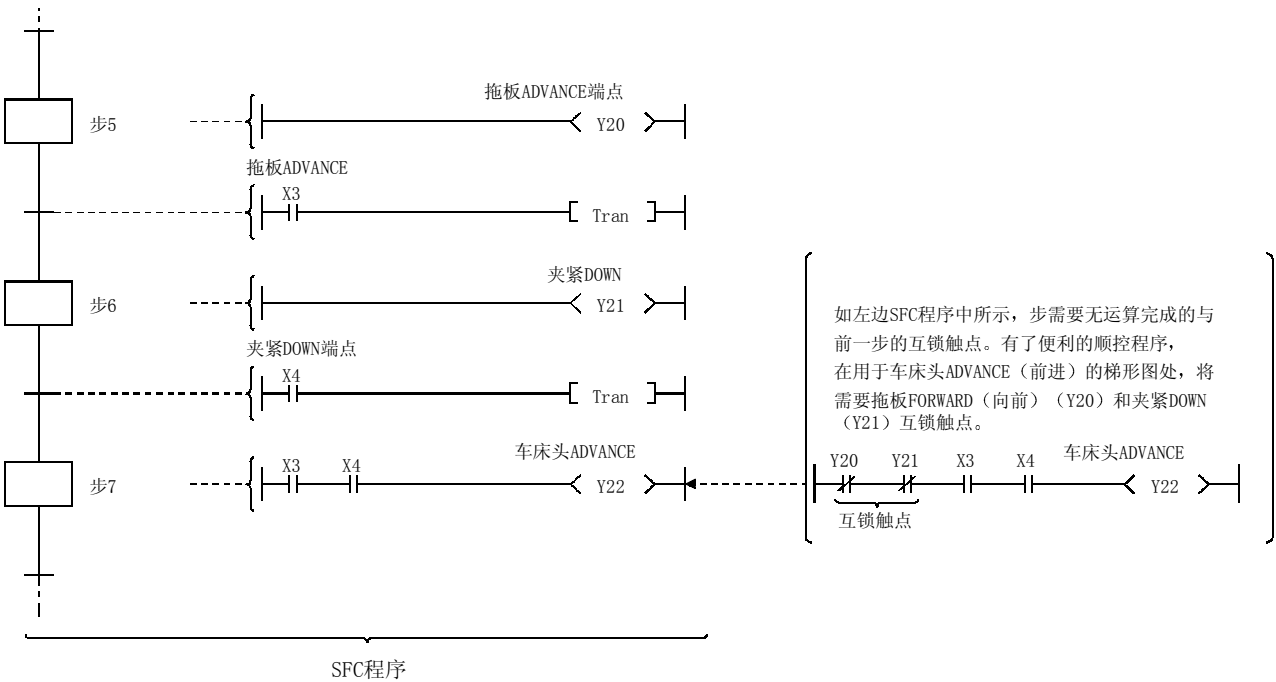 拖板ADVANCE端点
步5
Y20
拖板ADVANCE
X3
Tran
夹紧DOWN
步6
Y21
夹紧DOWN端点
X4
Tran
车床头ADVANCE
步7
X3 X4
Y22
如左边SFC程序中所示，步需要无运算完成的与
前一步的互锁触点。有了便利的顺控程序，
在用于车床头ADVANCE（前进）的梯形图处，将
需要拖板FORWARD（向前）（Y20）和夹紧DOWN
（Y21）互锁触点。
车床头ADVANCE
Y20 Y21 X3 X4
Y22
互锁触点
SFC程序